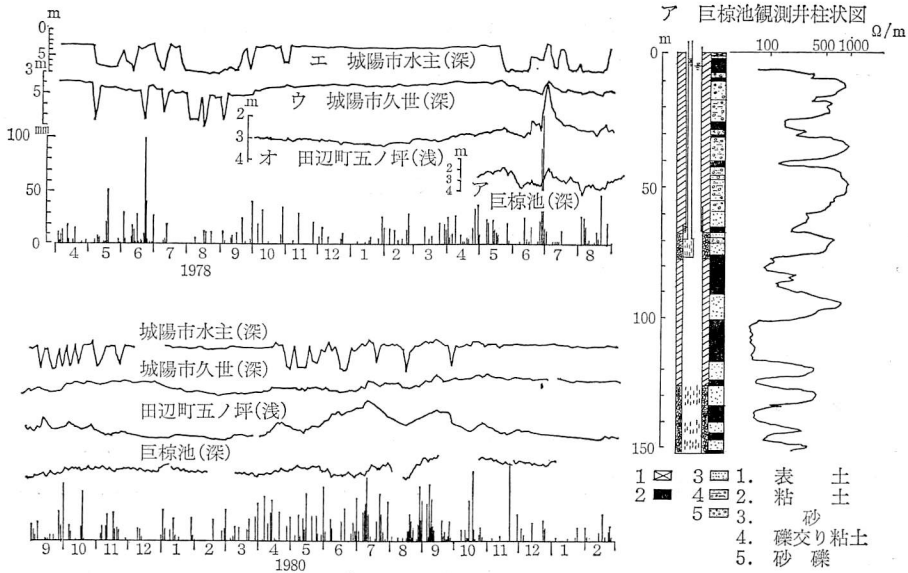 m
0
5
3m
5
100 mm
50
0
エ 城陽市水主(深)
ウ 城陽市久世(深)
m
2
3
4
オ 田辺町五ノ坪(浅)
m
2
3
4
ア
巨椋池(深)
4 5 6 7 8 9 10 11 12 1 2 3 4 5 6 7 8
1978
城陽市水主(深)
城陽市久世(深)
田辺町五ノ坪(浅)
巨椋池(深)
9 10 11 12 1 2 3 4 5 6 7 8 9 10 11 12 1 2
1980
ア 巨椋池観測井柱状図
Ω/m
m
0
50
100
150
100 500 1000
1
2
3
4
5
1. 表 土
2. 粘 土
3. 砂
4. 礫交り粘土
5. 砂 礫